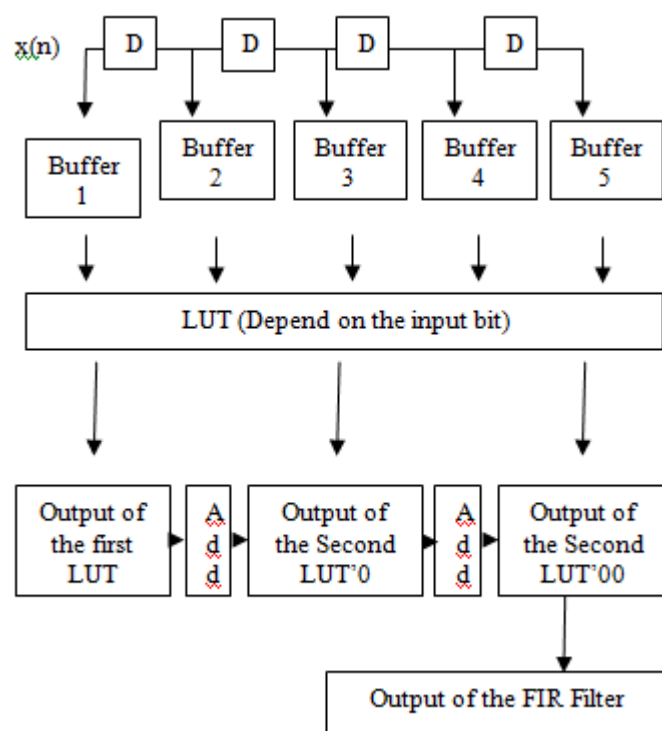 x(n)
D
D
D
D
Buffer
1
Buffer
2
Buffer
3
Buffer
4
Buffer
5
LUT (Depend on the input bit)
Output of
the first
LUT
A
d
d
Output of
the Second
LUT'0
A
d
d
Output of
the Second
LUT'00
Output of the FIR Filter